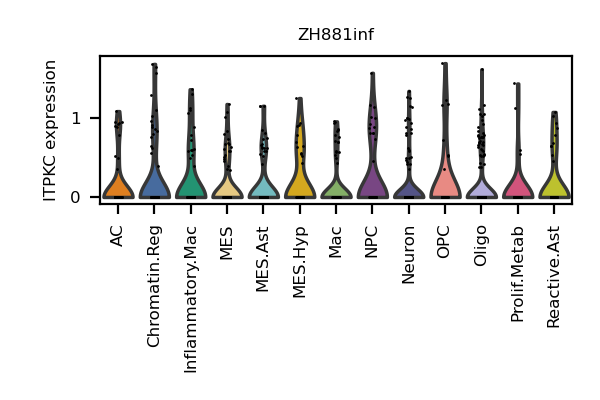 ZH881inf
ITPKC expression
1
0
AC
Chromatin.Reg
Inflammatory.Mac
MES
MES.Ast
MES.Hyp
Mac
NPC
Neuron
OPC
Oligo
Prolif.Metab
Reactive.Ast